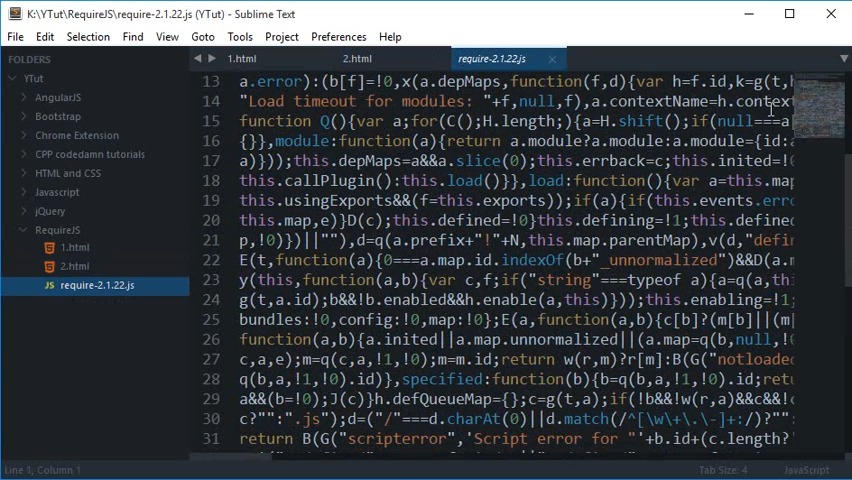 K:\YTut\RequireJS\require-2.1.22.js (YTut) - Sublime Text
File Edit Selection Find View Goto Tools Project Preferences Help
FOLDERS
YTut
AngularJS
Bootstrap
Chrome Extension
CPP codedamn tutorials
HTML and CSS
Javascript
jQuery
RequireJS
1.html
2.html
JS require-2.1.22.js
1.html 2.html require-2.1.22.js
13 a.error):(b[f]=!0,x(a.depMaps,function(f,d){var h=f.id,k=g(t,h
14 "Load timeout for modules: "+f,null,f),a.contextName=h.context
15 function Q(){var a;for(C();H.length;){a=H.shift();if(null===a[
16 {}},module:function(a){return a.module?a.module:a.module={id:a
17 a)}));this.depMaps=a&&a.slice(0);this.errback=c;this.inited=!0
18 this.callPlugin():this.load()}},load:function(){var a=this.map
19 this.usingExports&&(f=this.exports));if(a){if(this.events.erro
20 this.map,e)}D(c);this.defined=!0}this.defining=!1;this.defined
21 p,!0)})||""),d=q(a.prefix+"!"+N,this.map.parentMap),v(d,"defin
22 E(t,function(a){0===a.map.id.indexOf(b+"_unnormalized")&&D(a.m
23 y(this,function(a,b){var c,f;if("string"===typeof a){a=q(a,thi
24 g(t,a.id);b&&!b.enabled&&h.enable(a,this)}));this.enabling=!1;
25 bundles:!0,config:!0,map:!0};E(a,function(a,b){c[b]?(m[b]||(m[
26 function(a,b){a.inited||a.map.unnormalized||(a.map=q(b,null,!0
27 c,a,e);m=q(c,a,!1,!0);m=m.id;return w(r,m)?r[m]:B(G("notloaded
28 q(b,a,!1,!0).id)},specified:function(b){b=q(b,a,!1,!0).id;retu
29 a&&(b=!0);J(c)}h.defQueueMap={};c=g(t,a);if(!b&&!w(r,a)&&c&&!c
30 c?"":".js");d=("/"===d.charAt(0)||d.match(/^[\w\+\.\-]+:/)?"":
31 return B(G("scripterror",'Script error for "'+b.id+(c.length?'
Line 1, Column 1
Tab Size: 4
JavaScript